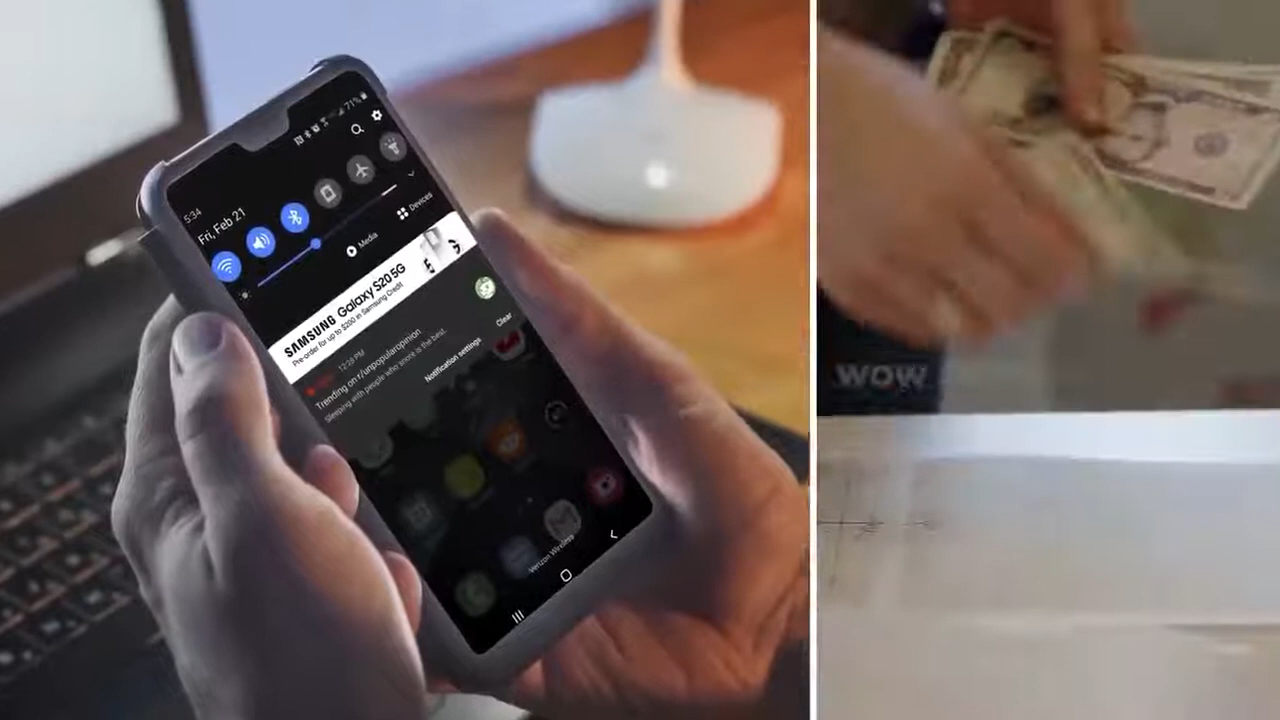 71%
5:34
Fri, Feb 21
Media
Devices
SAMSUNG Galaxy S20 5G
Pre-order for up to $200 in Samsung Credit
12:29 PM
Trending on r/unpopularopinion
Sleeping with people who snore is the best.
Notification settings
Clear
Verizon Wireless
WOW